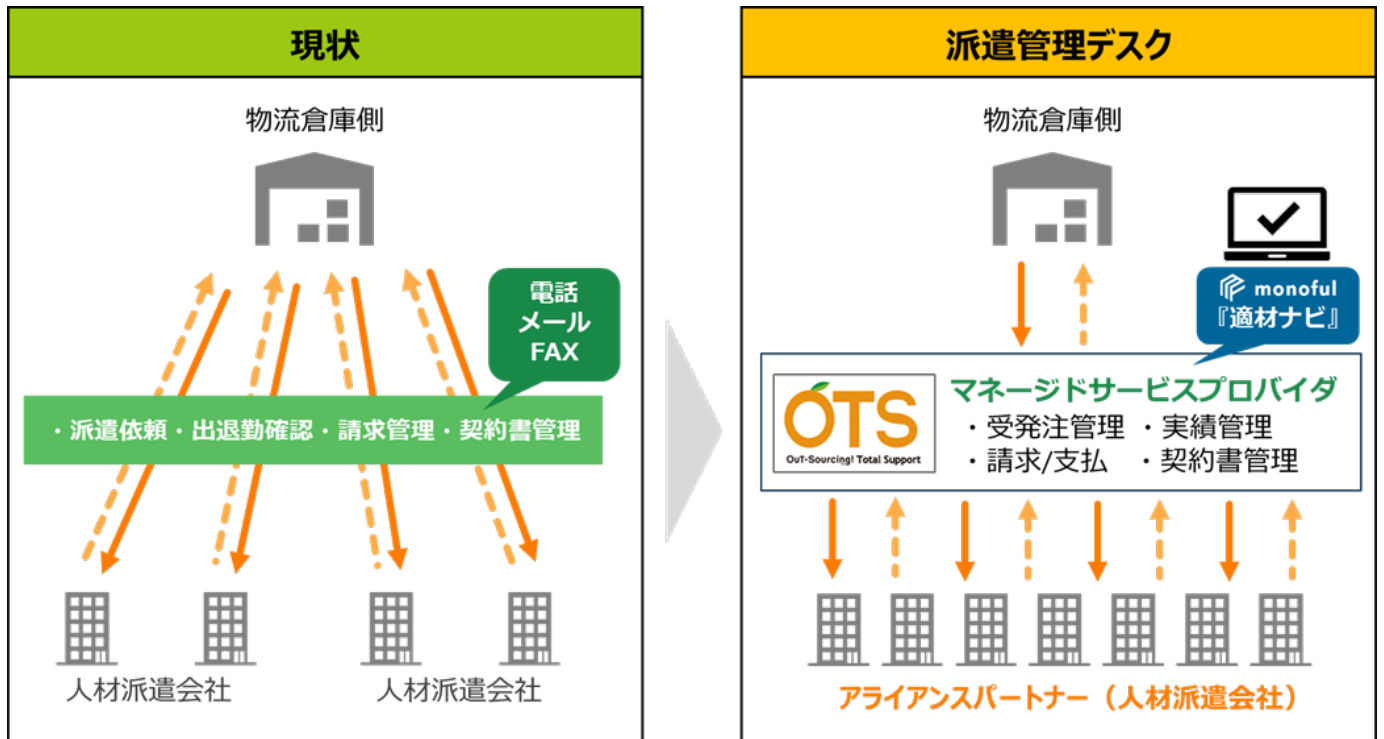 現状
物流倉庫側
電話
メール
FAX
・派遣依頼・出退勤確認・請求管理・契約書管理
人材派遣会社
人材派遣会社
派遣管理デスク
物流倉庫側
monoful
『適材ナビ』
OTS
OuT-Sourcing! Total Support
マネージドサービスプロバイダ
・受発注管理 ・実績管理
・請求/支払 ・契約書管理
アライアンスパートナー（人材派遣会社）